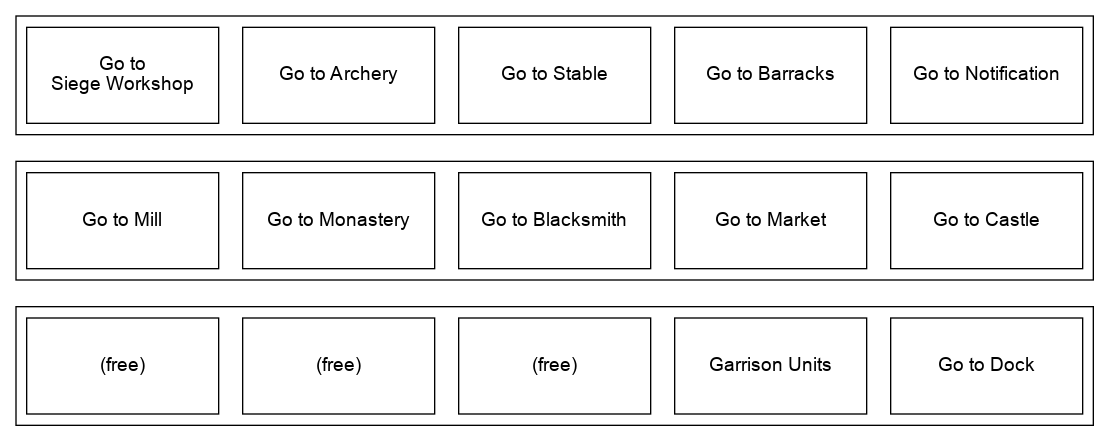 Go to
Siege Workshop
Go to Archery
Go to Stable
Go to Barracks
Go to Notification
Go to Mill
Go to Monastery
Go to Blacksmith
Go to Market
Go to Castle
(free)
(free)
(free)
Garrison Units
Go to Dock